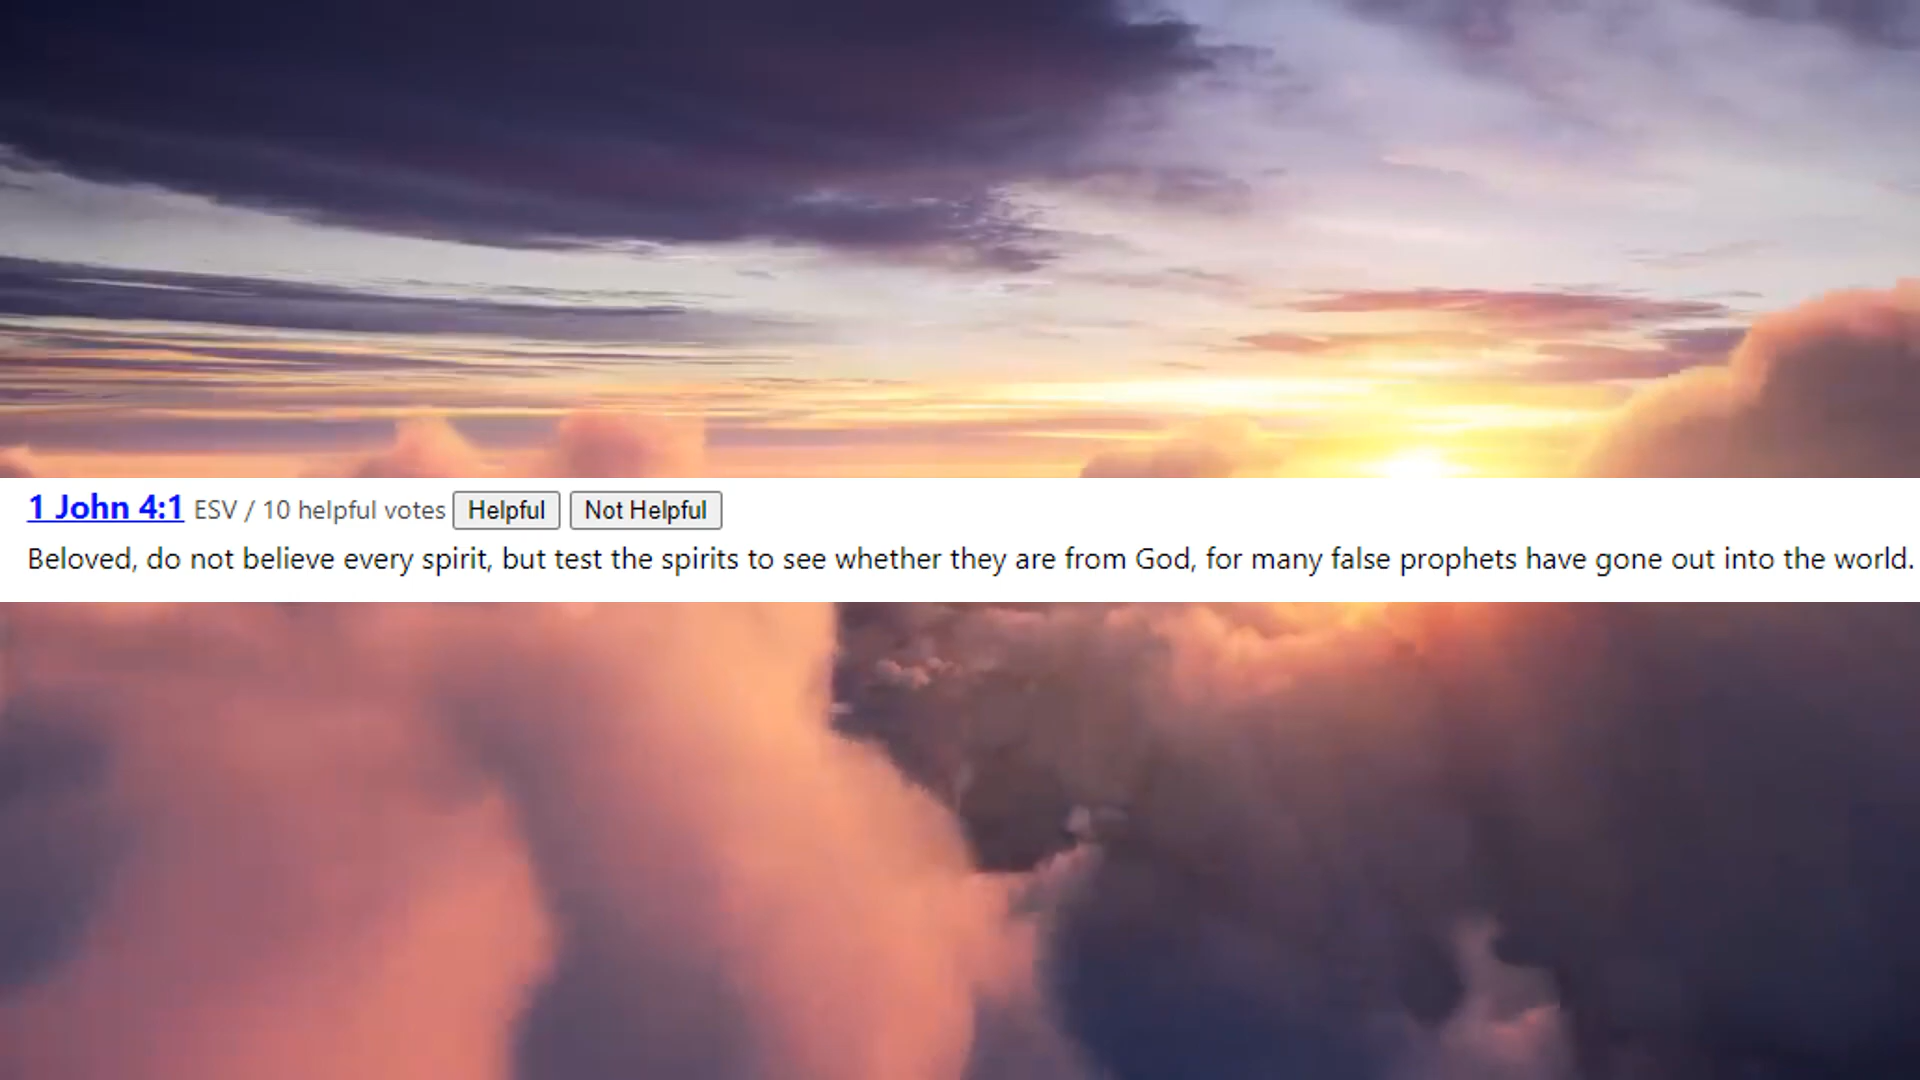 1 John 4:1 ESV / 10 helpful votes Helpful Not Helpful
Beloved, do not believe every spirit, but test the spirits to see whether they are from God, for many false prophets have gone out into the world.